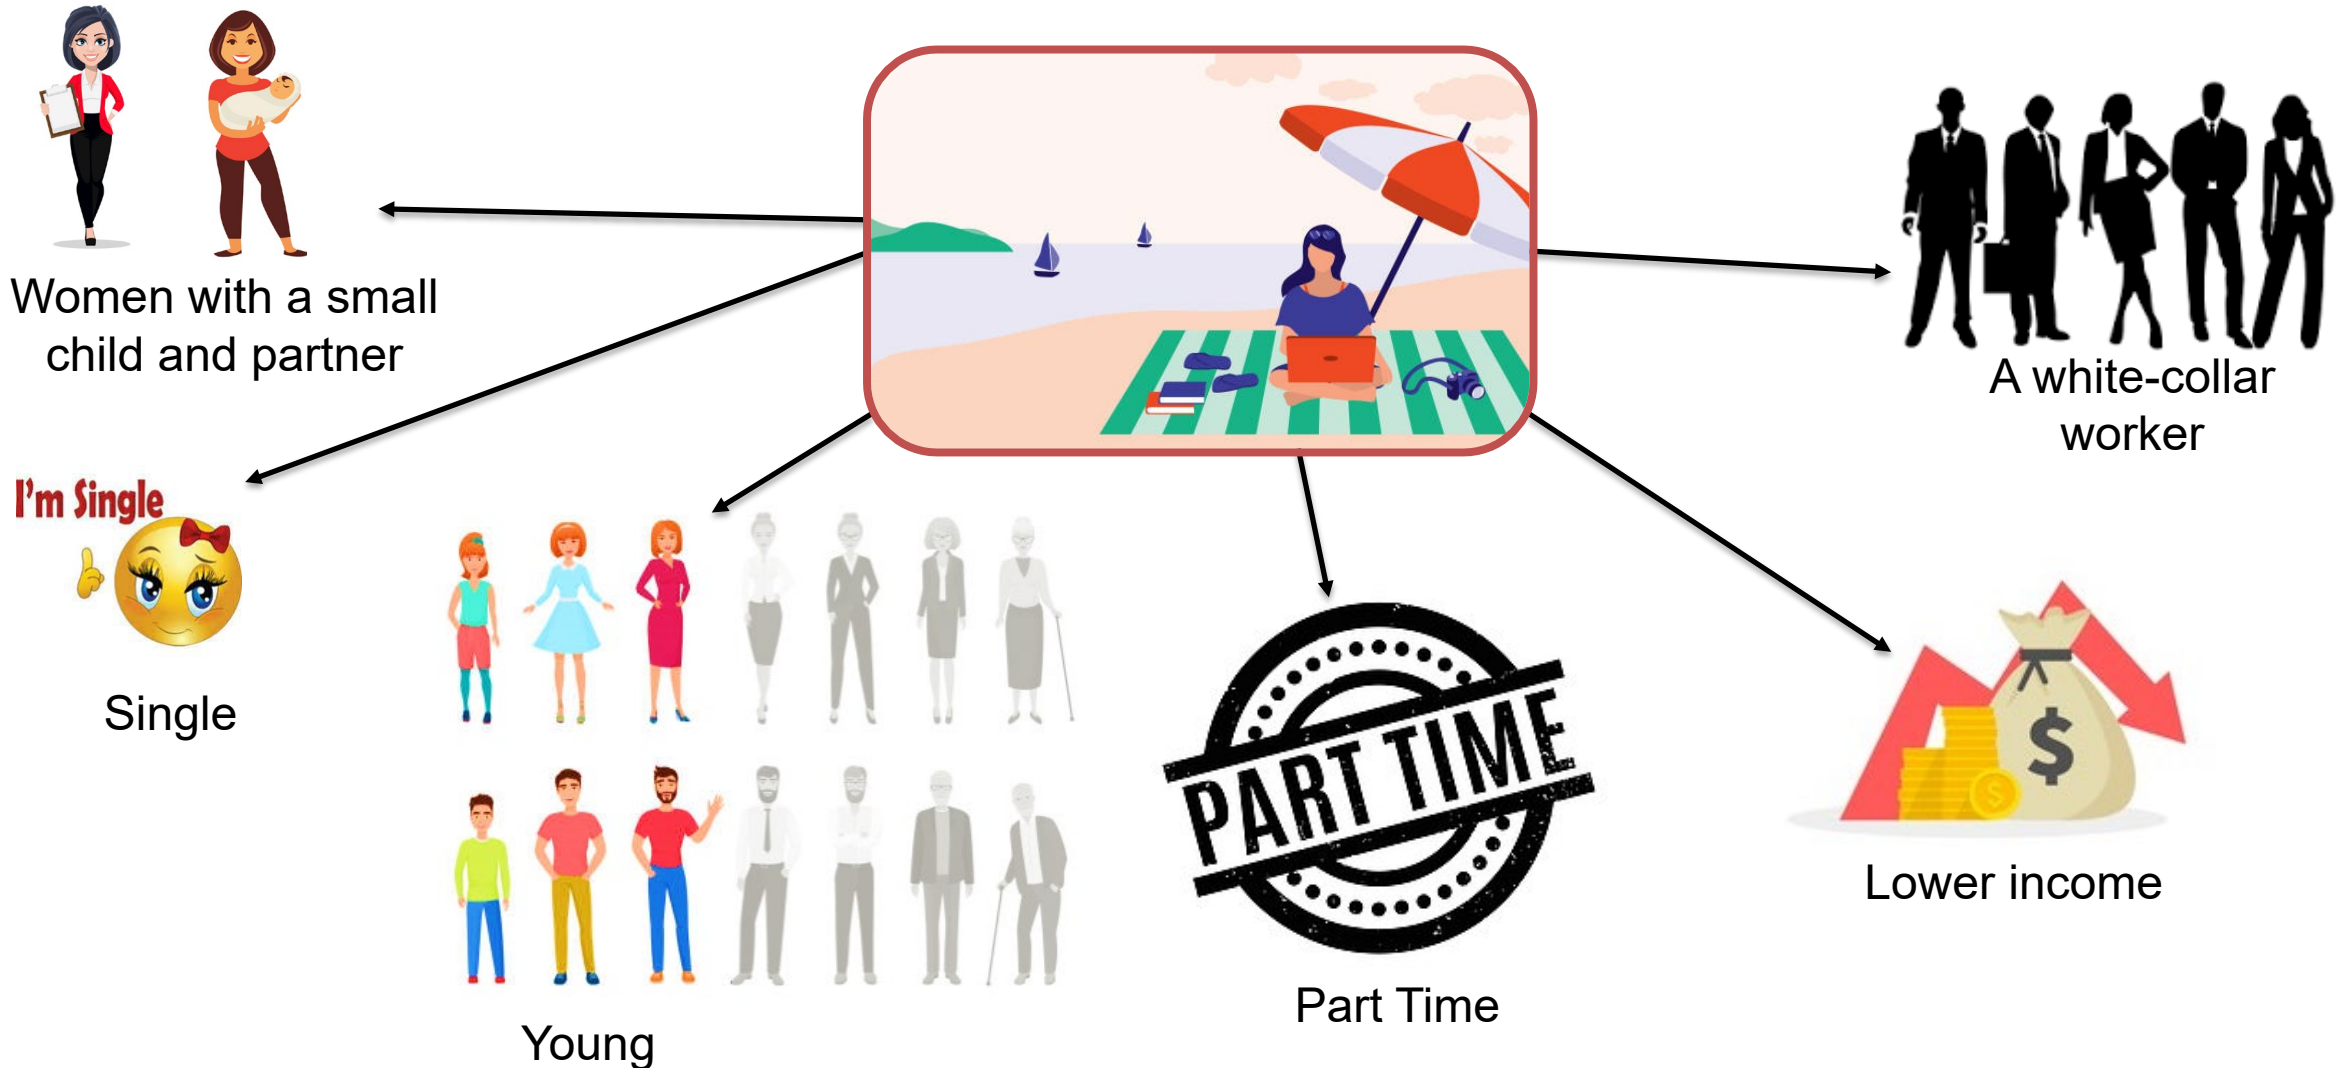 Women with a small
child and partner
A white-collar
worker
I'm Single
Single
Young
PART TIME
Part Time
$
$
Lower income